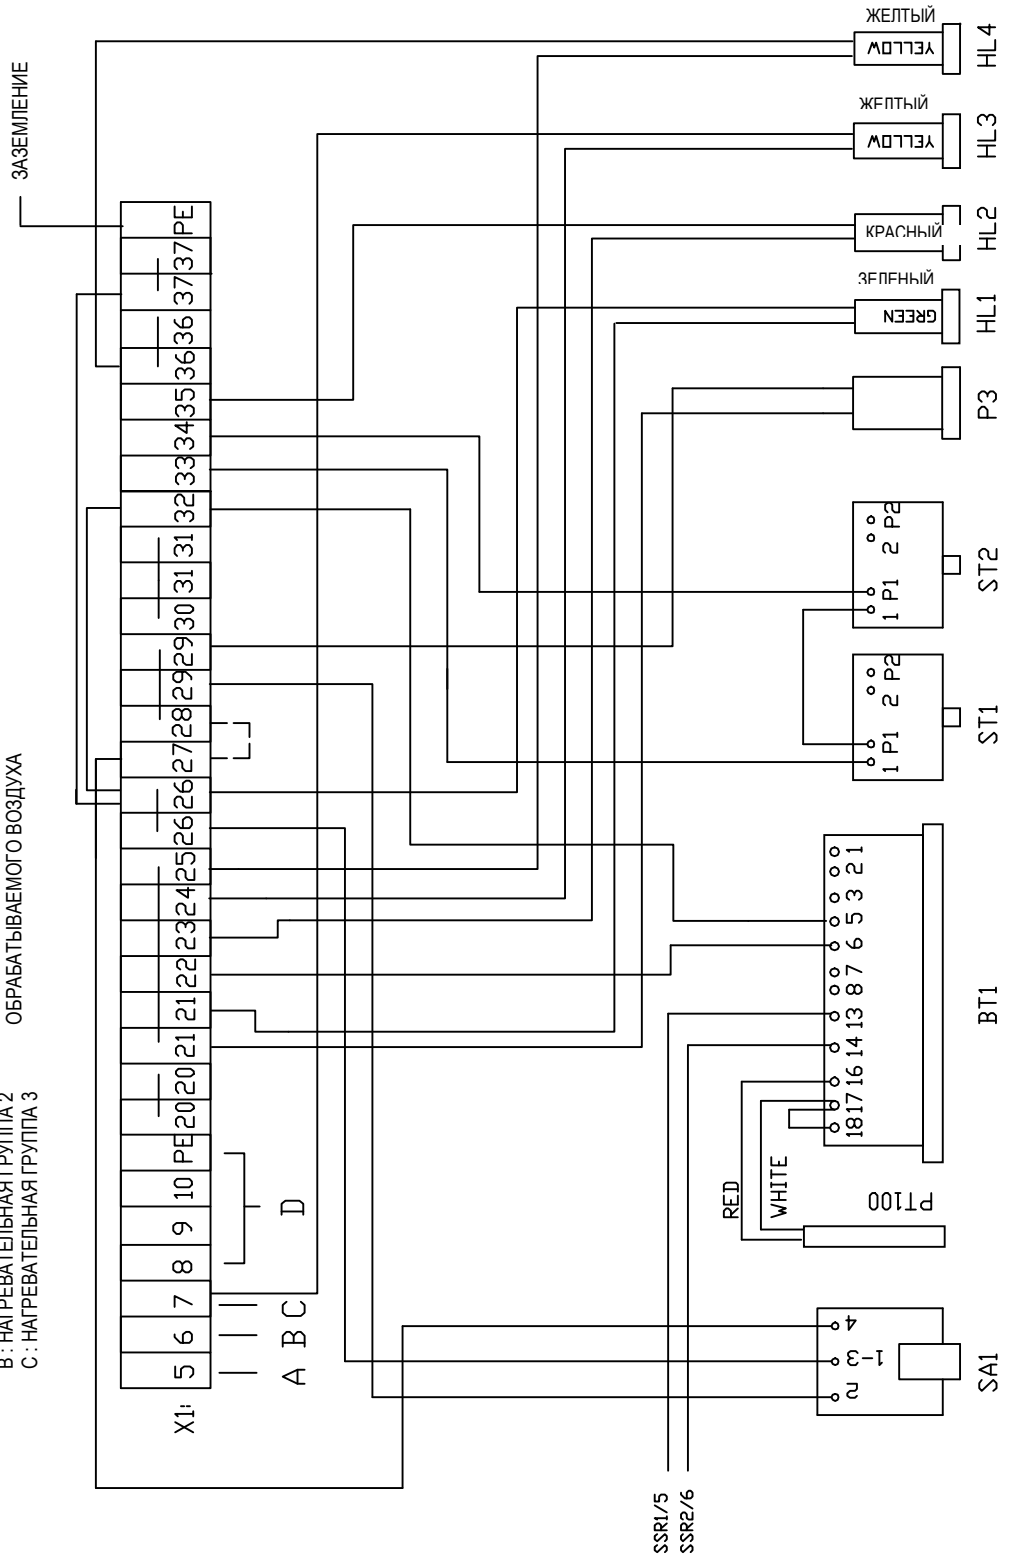 ЗАЗЕМЛЕНИЕ
ОБРАБАТЫВАЕМОГО ВОЗДУХА
В : НАГРЕВАТЕЛЬНАЯ ГРУППА 2
С : НАГРЕВАТЕЛЬНАЯ ГРУППА 3
X1: 5 6 7 8 9 10 PE 20 20 21 21 22 23 24 25 26 26 27 28 29 29 30 31 31 32 33 34 35 36 36 37 37 PE
A B C D
SSR1/5
SSR2/6
SA1
2 1-3 4
PT100
RED
WHITE
BT1
18 17 16 14 13 8 7 6 5 3 2 1
ST1
1 P1 2 P2
ST2
1 P1 2 P2
P3
HL1
ЗЕЛЕНЫЙ
GREEN
HL2
КРАСНЫЙ
HL3
ЖЕЛТЫЙ
YELLOW
HL4
ЖЕЛТЫЙ
YELLOW